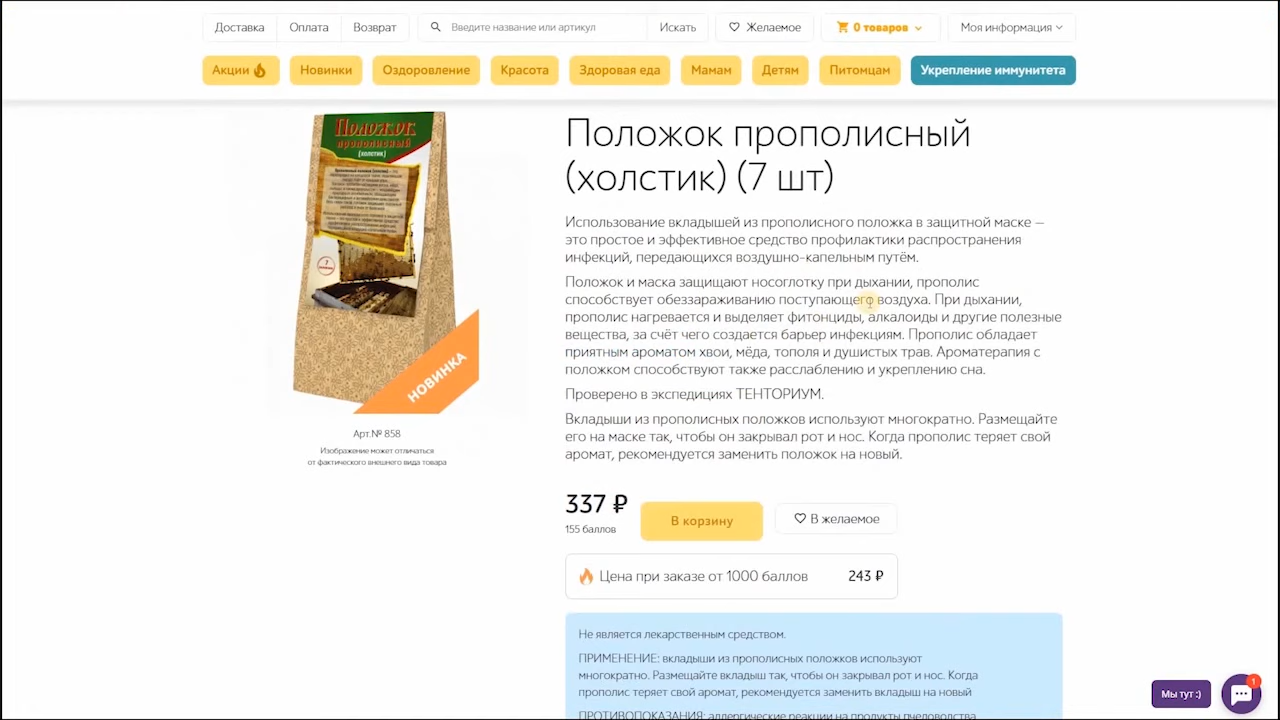 Доставка
Оплата
Возврат
Введите название или артикул
Искать
Желаемое
0 товаров
Моя информация
Акции
Новинки
Оздоровление
Красота
Здоровая еда
Мамам
Детям
Питомцам
Укрепление иммунитета
Положок
прополисный
(холстик)
НОВИНКА
Арт.№ 858
Изображение может отличаться
от фактического внешнего вида товара
Положок прополисный
(холстик) (7 шт)
Использование вкладышей из прополисного положка в защитной маске —
это простое и эффективное средство профилактики распространения
инфекций, передающихся воздушно-капельным путём.
Положок и маска защищают носоглотку при дыхании, прополис
способствует обеззараживанию поступающего воздуха. При дыхании,
прополис нагревается и выделяет фитонциды, алкалоиды и другие полезные
вещества, за счёт чего создается барьер инфекциям. Прополис обладает
приятным ароматом хвои, мёда, тополя и душистых трав. Ароматерапия с
положком способствуют также расслаблению и укреплению сна.
Проверено в экспедициях ТЕНТОРИУМ.
Вкладыши из прополисных положков используют многократно. Размещайте
его на маске так, чтобы он закрывал рот и нос. Когда прополис теряет свой
аромат, рекомендуется заменить положок на новый.
337 ₽
155 баллов
В корзину
В желаемое
Цена при заказе от 1000 баллов
243 ₽
Не является лекарственным средством.
ПРИМЕНЕНИЕ: вкладыши из прополисных положков используют
многократно. Размещайте вкладыш так, чтобы он закрывал рот и нос. Когда
прополис теряет свой аромат, рекомендуется заменить вкладыш на новый
ПРОТИВОПОКАЗАНИЯ: аллергические реакции на продукты пчеловодства
Мы тут :)
1